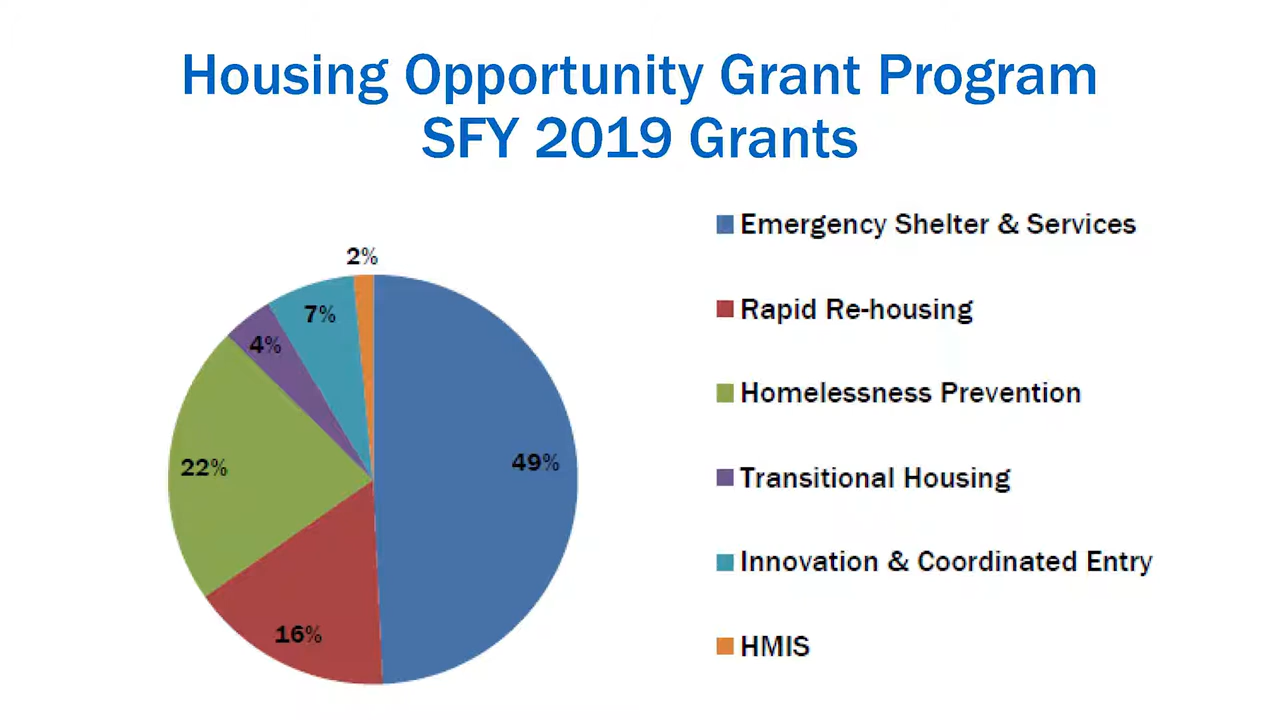 Housing Opportunity Grant Program
SFY 2019 Grants
Emergency Shelter & Services
Rapid Re-housing
Homelessness Prevention
Transitional Housing
Innovation & Coordinated Entry
HMIS
2%
7%
4%
22%
49%
16%